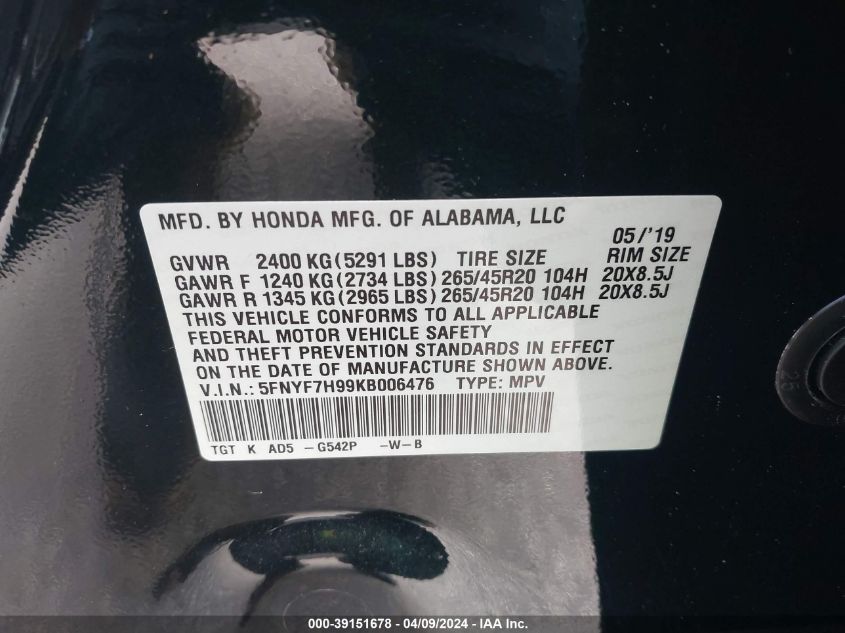 MFD. BY HONDA MFG. OF ALABAMA, LLC
05/'19
GVWR 2400 KG(5291 LBS) TIRE SIZE RIM SIZE
GAWR F 1240 KG(2734 LBS) 265/45R20 104H 20X8.5J
GAWR R 1345 KG(2965 LBS) 265/45R20 104H 20X8.5J
THIS VEHICLE CONFORMS TO ALL APPLICABLE
FEDERAL MOTOR VEHICLE SAFETY
AND THEFT PREVENTION STANDARDS IN EFFECT
ON THE DATE OF MANUFACTURE SHOWN ABOVE.
V.I.N.: 5FNYF7H99KB006476 TYPE: MPV
TGT K AD5 -G542P -W-B
000-39151678 - 04/09/2024 - IAA Inc.